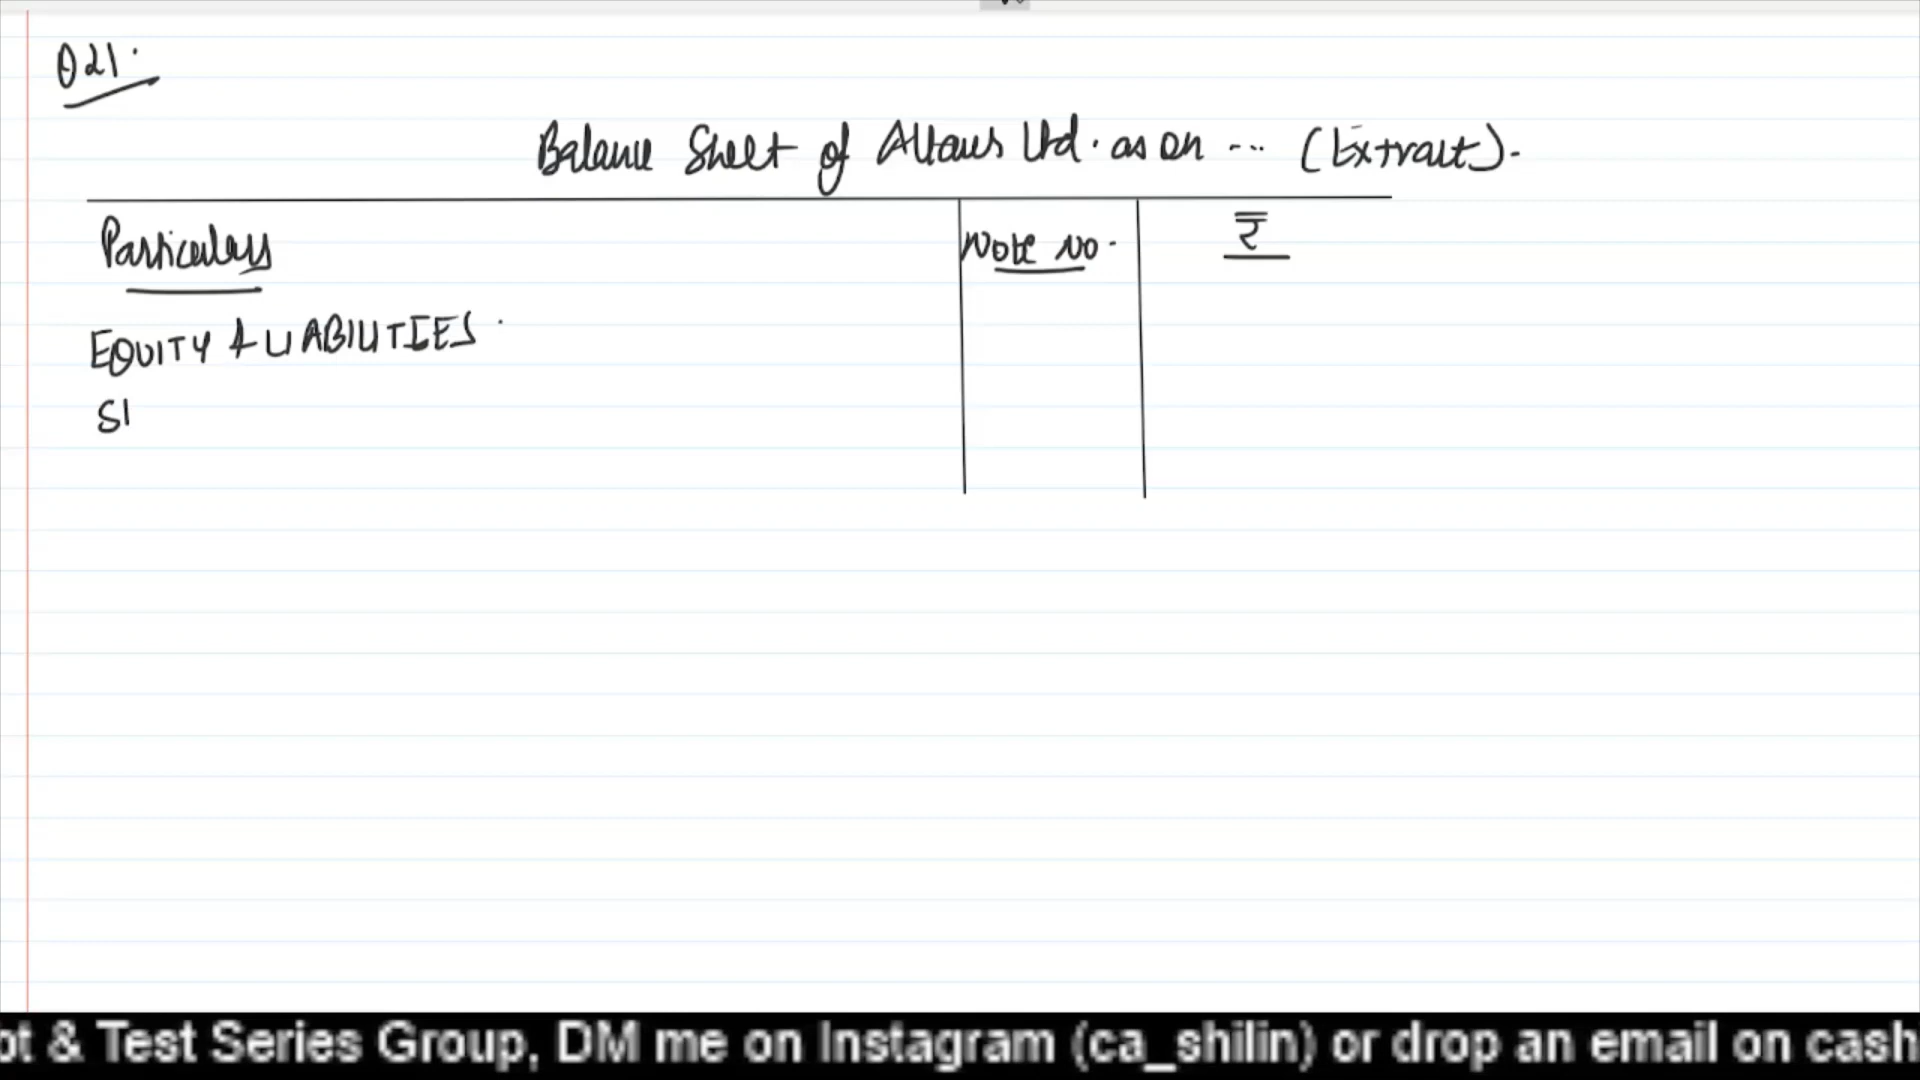 Q21.
Balance Sheet of Altaus Ltd. as on ... (Extract).
Particulars
Note No.
₹
EQUITY & LIABILITIES.
SI
ot & Test Series Group, DM me on Instagram (ca_shilin) or drop an email on cash